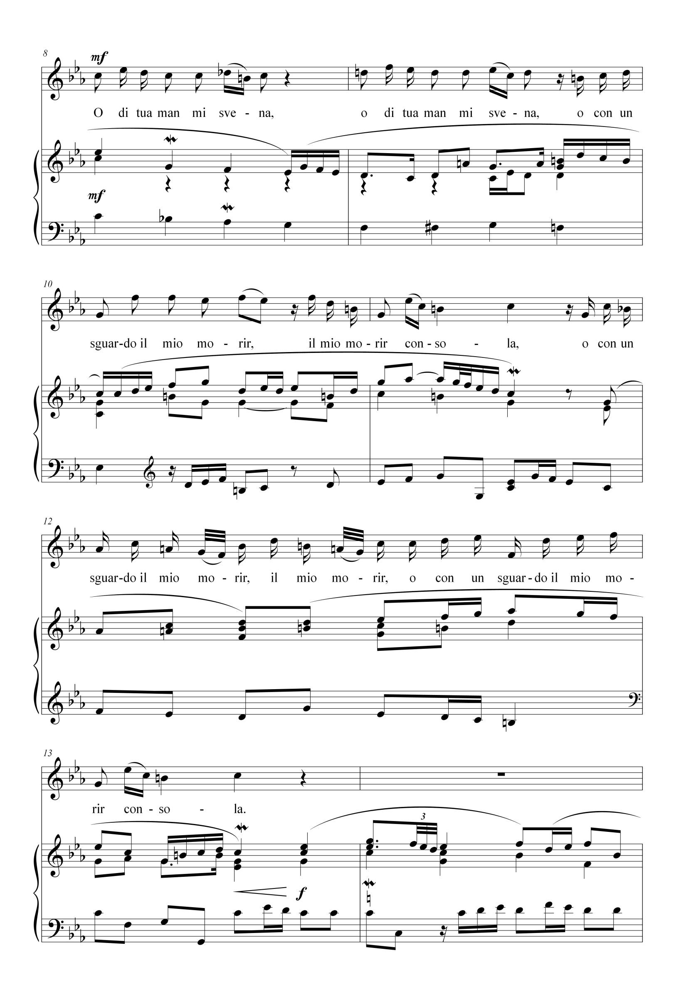 8
mf
O di tua man mi sve - na, o di tua man mi sve - na, o con un
mf
10
sguar-do il mio mo - rir, il mio mo - rir con - so - la, o con un
12
sguar-do il mio mo - rir, il mio mo - rir, o con un sguar - do il mio mo -
13
rir con - so - la.
3
f